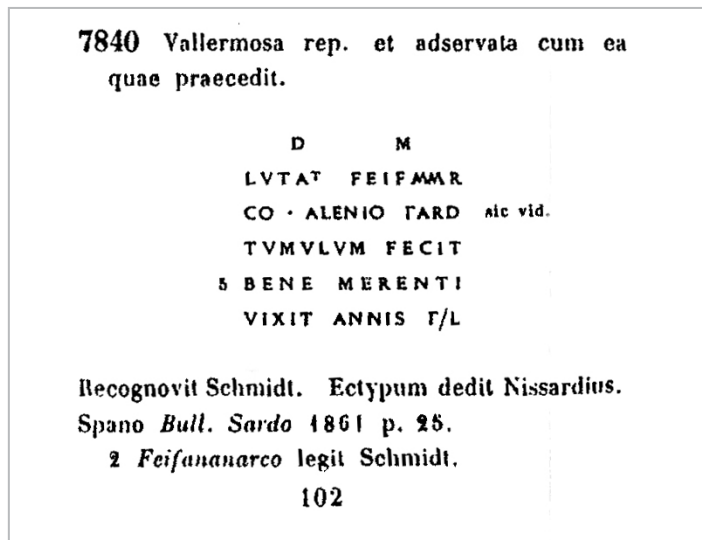 7840 Vallermosa rep. et adservata cum ea
quae praecedit.
D M
LVTAT FEIFMMR
CO · ALENIO ΓARD sic vid.
TVMVLVM FECIT
5 BENE MERENTI
VIXIT ANNIS Γ/L
Recognovit Schmidt. Ectypum dedit Nissardius.
Spano Bull. Sardo 1861 p. 25.
2 Feifananarco legit Schmidt.
102